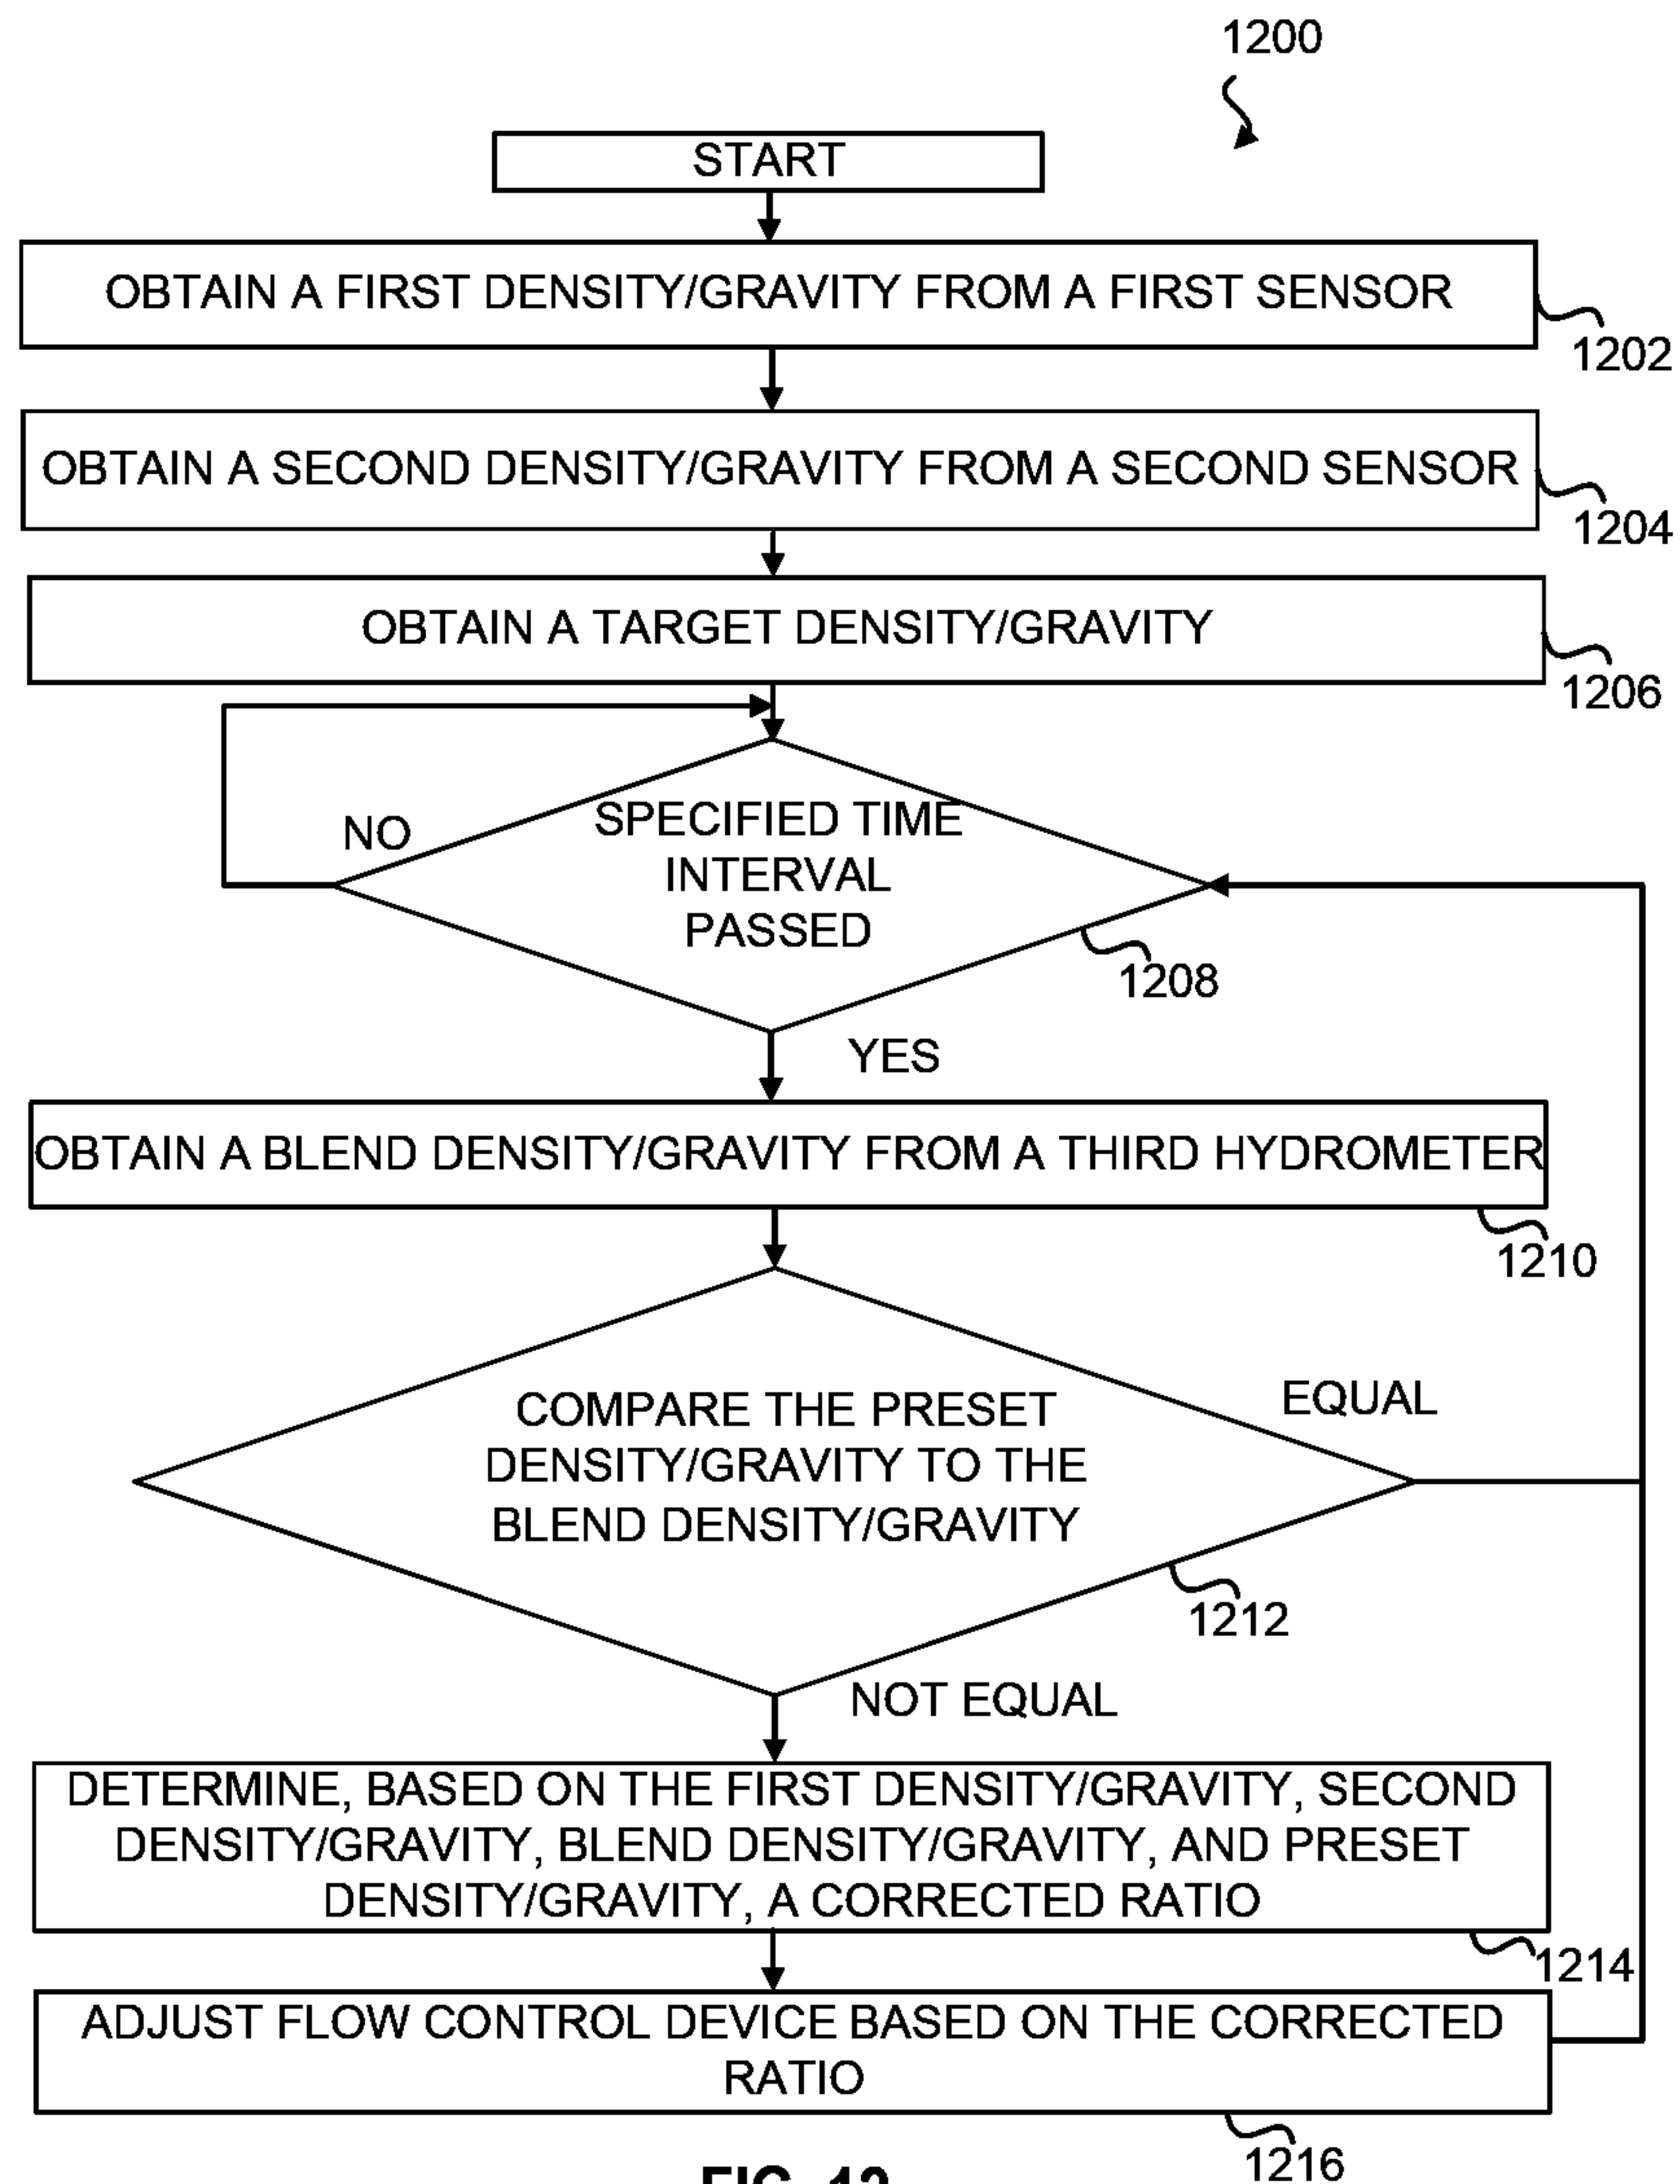 1200
START
OBTAIN A FIRST DENSITY/GRAVITY FROM A FIRST SENSOR
1202
OBTAIN A SECOND DENSITY/GRAVITY FROM A SECOND SENSOR
1204
OBTAIN A TARGET DENSITY/GRAVITY
1206
NO
SPECIFIED TIME
INTERVAL
PASSED
1208
YES
OBTAIN A BLEND DENSITY/GRAVITY FROM A THIRD HYDROMETER
1210
COMPARE THE PRESET
DENSITY/GRAVITY TO THE
BLEND DENSITY/GRAVITY
EQUAL
1212
NOT EQUAL
DETERMINE, BASED ON THE FIRST DENSITY/GRAVITY, SECOND
DENSITY/GRAVITY, BLEND DENSITY/GRAVITY, AND PRESET
DENSITY/GRAVITY, A CORRECTED RATIO
1214
ADJUST FLOW CONTROL DEVICE BASED ON THE CORRECTED
RATIO
1216
FIG. 12